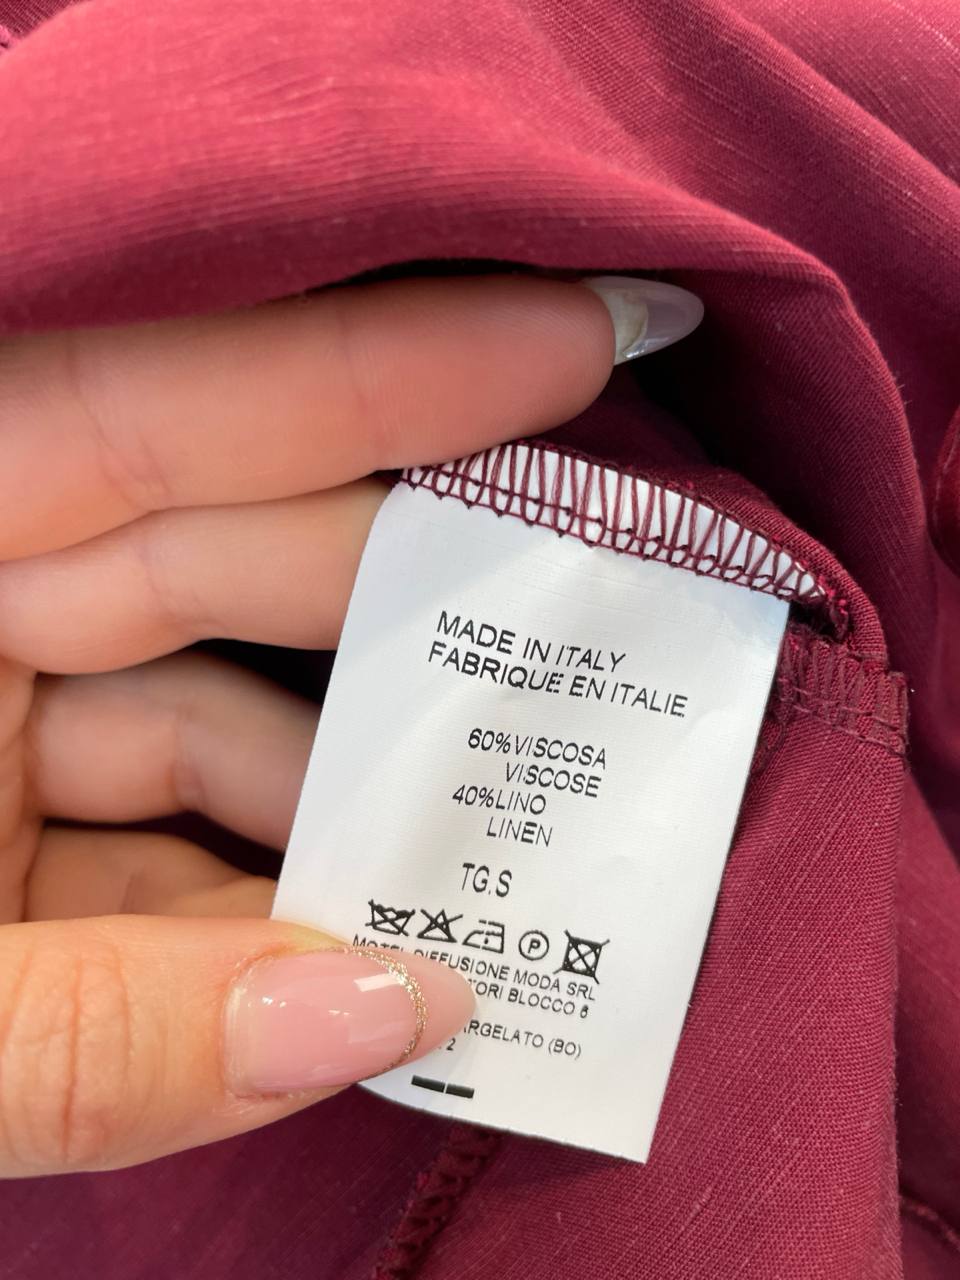 MADE IN ITALY
FABRIQUE EN ITALIE
60%VISCOSA
VISCOSE
40%LINO
LINEN
TG.S
P
DIFFUSIONE MODA SRL
BLOCCO 6
(BO)
2